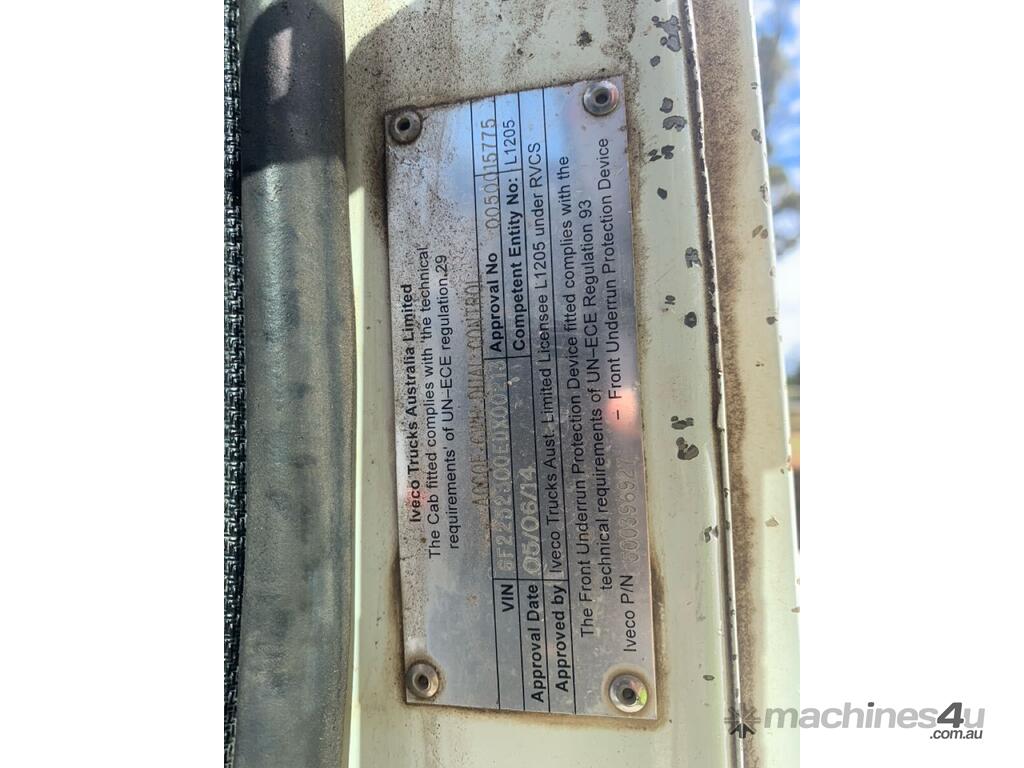 Iveco Trucks Australia Limited
The Cab fitted complies with 'the technical
requirements' of UN-ECE regulation.29
DUAL CONTROL
VIN Approval No 0050015775
Approval Date 05/06/14 Competent Entity No: L1205
Approved by Iveco Trucks Aust. Limited Licensee L1205 under RVCS
The Front Underrun Protection Device fitted complies with the
technical requirements of UN-ECE Regulation 93
Iveco P/N – Front Underrun Protection Device
machines4u
.com.au